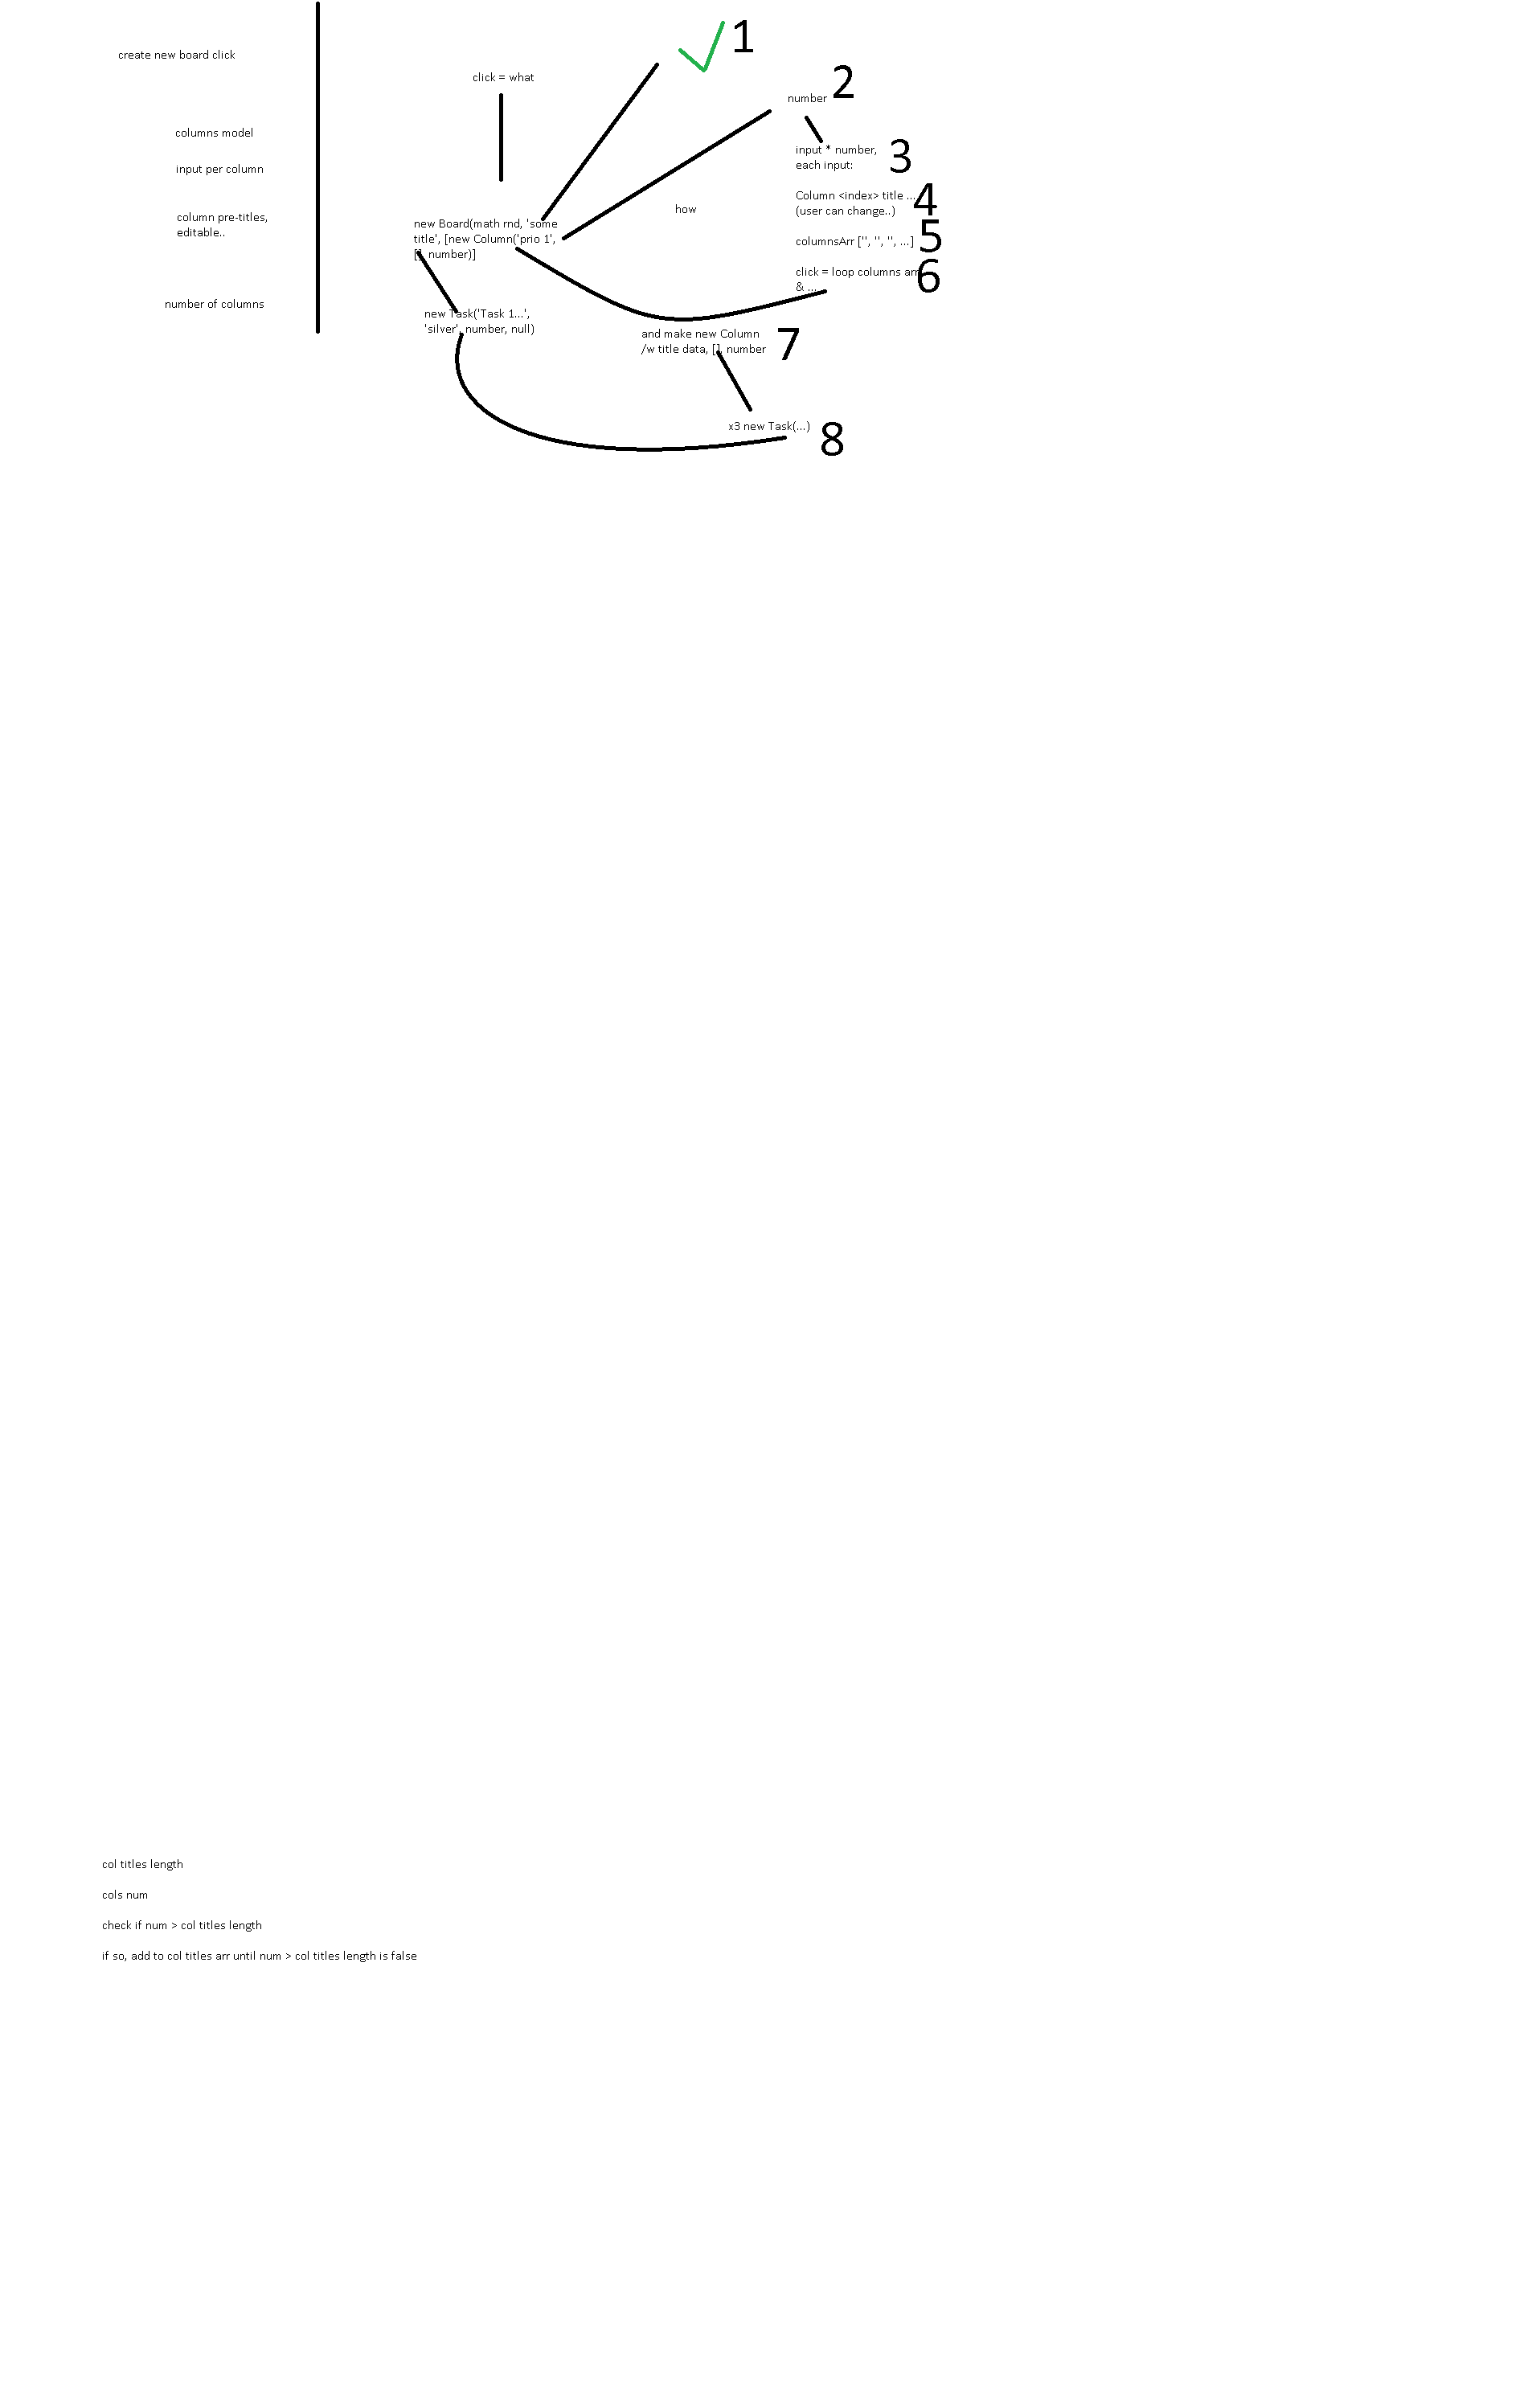 create new board click
columns model
input per column
column pre-titles,
editable..
number of columns
click = what
new Board(math rnd, 'some
title', [new Column('prio 1',
[], number)]
new Task('Task 1...',
'silver', number, null)
how
1
number 2
input * number, 3
each input:
Column <index> title ... 4
(user can change..)
columnsArr ['', '', '', ...] 5
click = loop columns arr 6
& ...
and make new Column
/w title data, [], number 7
x3 new Task(...) 8
col titles length
cols num
check if num > col titles length
if so, add to col titles arr until num > col titles length is false